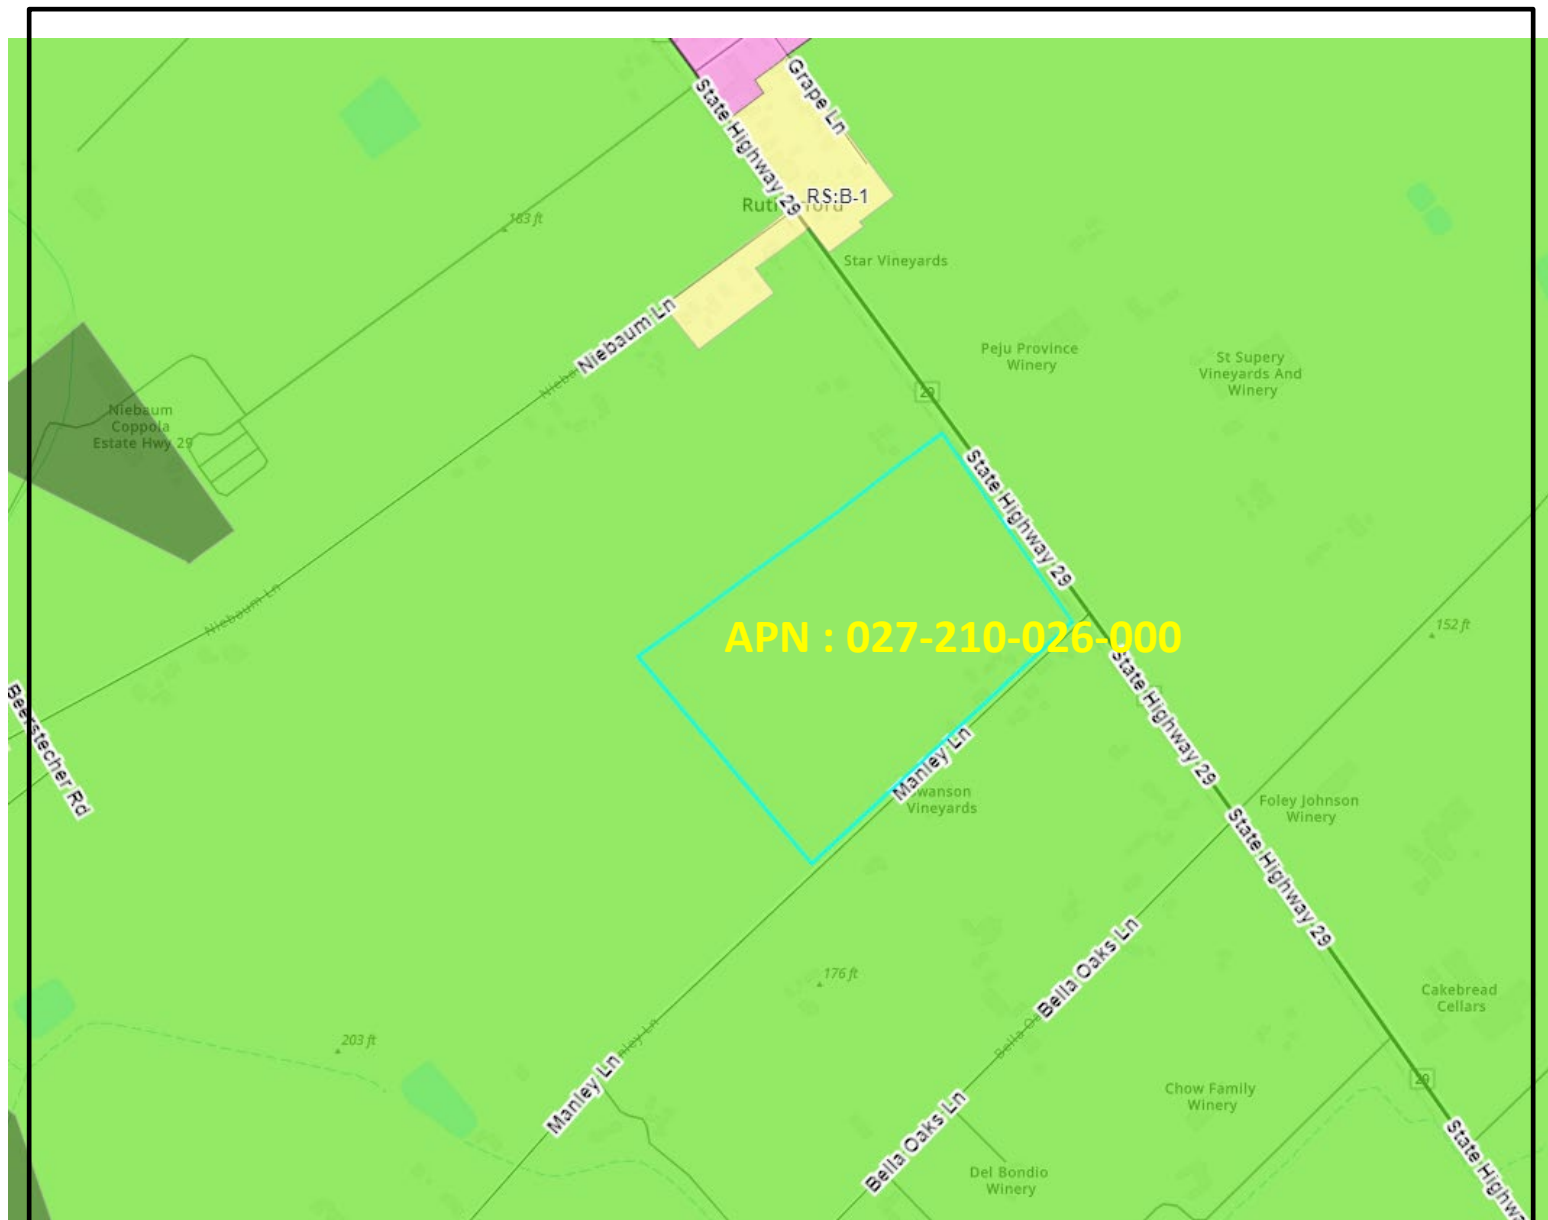 Grape Ln
State Highway 29
RS:B-1
183 ft
Star Vineyards
Niebaum Ln
Peju Province
Winery
St Supery
Vineyards And
Winery
29
Niebaum
Coppola
Estate Hwy 29
State Highway 29
Niebaum Ln
APN : 027-210-026-000
152 ft
State Highway 29
Beerstecher Rd
Manley Ln
Swanson
Vineyards
Foley Johnson
Winery
State Highway 29
Bella Oaks Ln
176 ft
Cakebread
Cellars
203 ft
Manley Ln
29
Chow Family
Winery
Bella Oaks Ln
Del Bondio
Winery
State Highwa